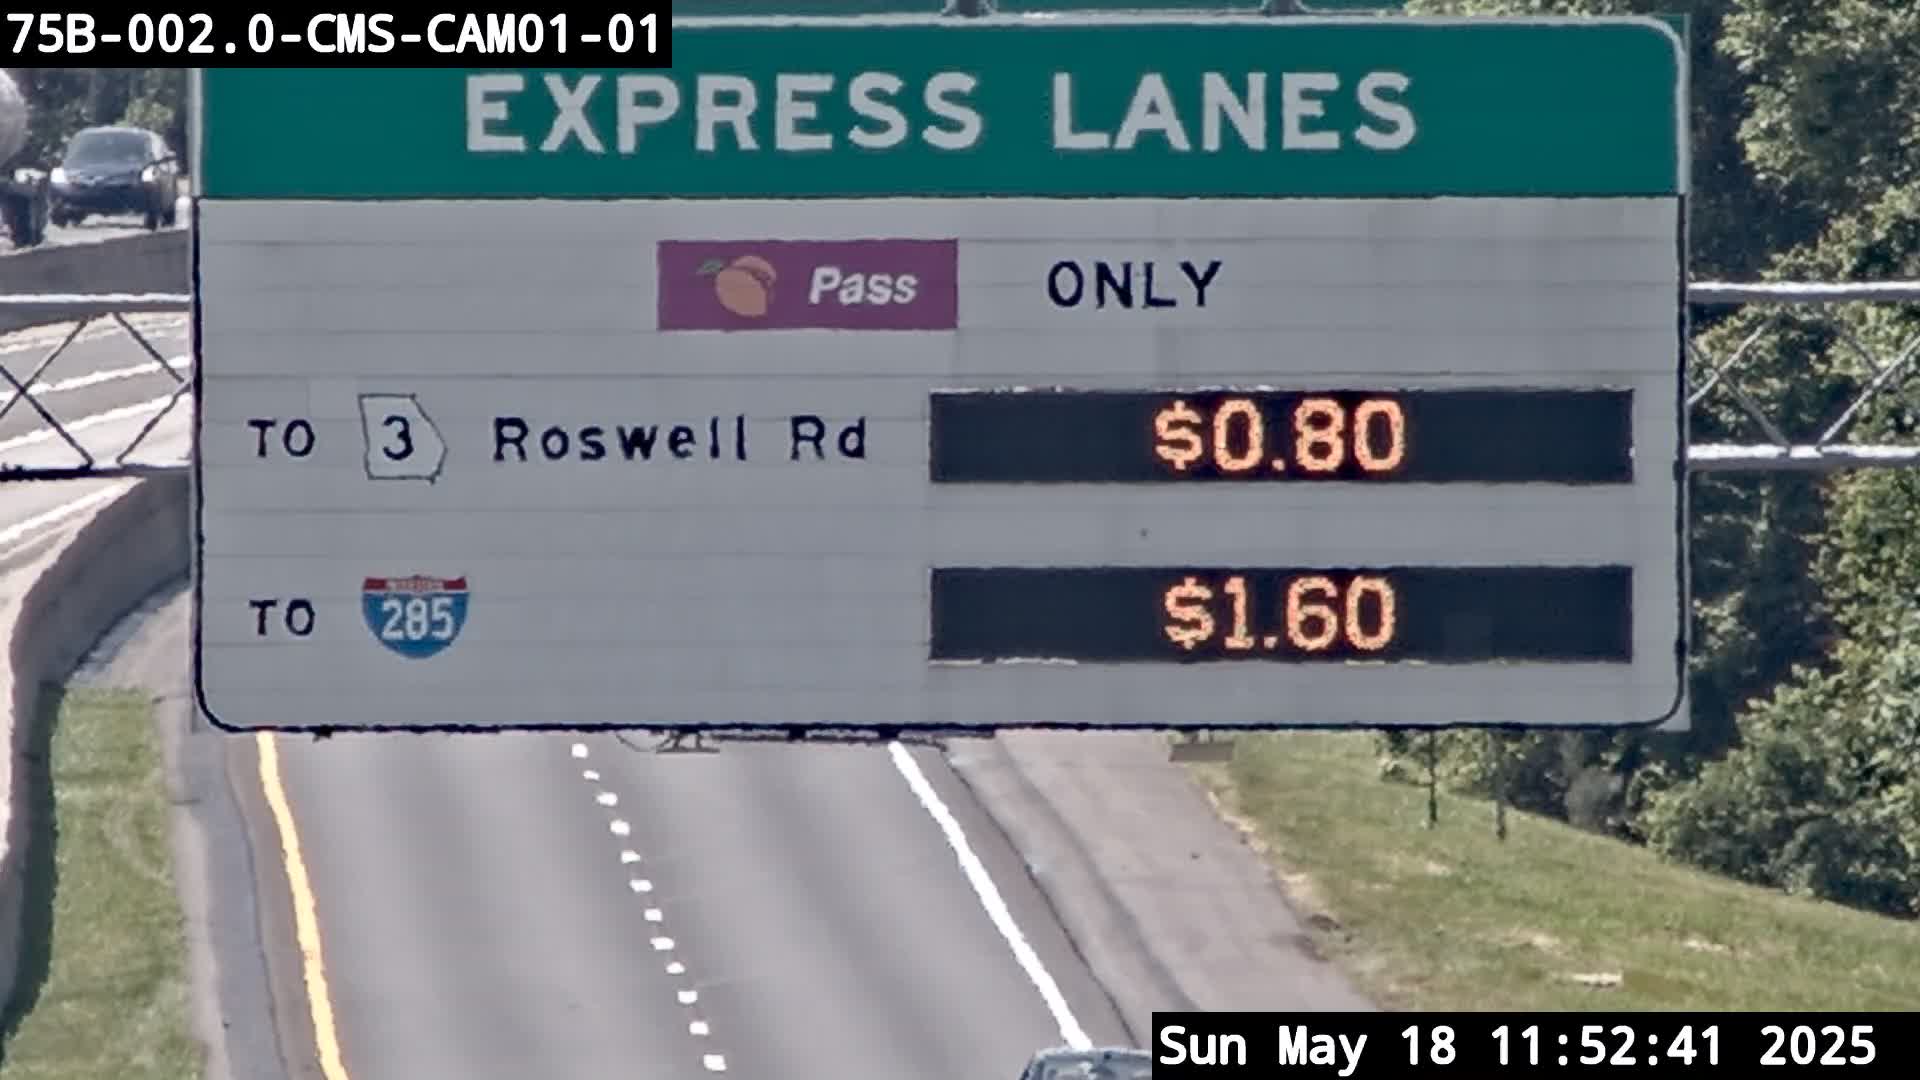 75B-002.0-CMS-CAM01-01
EXPRESS LANES
Pass ONLY
TO 3 Roswell Rd $0.80
TO 285 $1.60
Sun May 18 11:52:41 2025